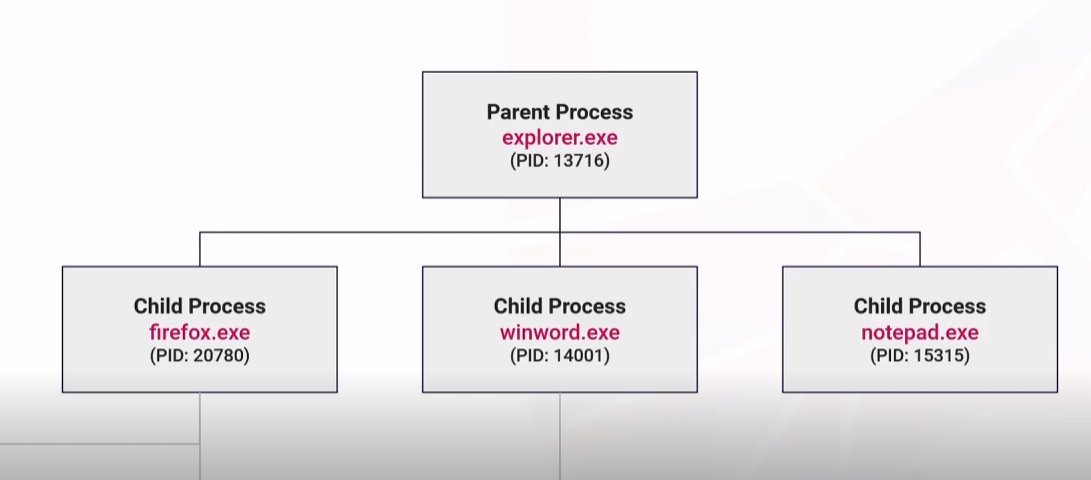 Parent Process
explorer.exe
(PID: 13716)
Child Process
firefox.exe
(PID: 20780)
Child Process
winword.exe
(PID: 14001)
Child Process
notepad.exe
(PID: 15315)